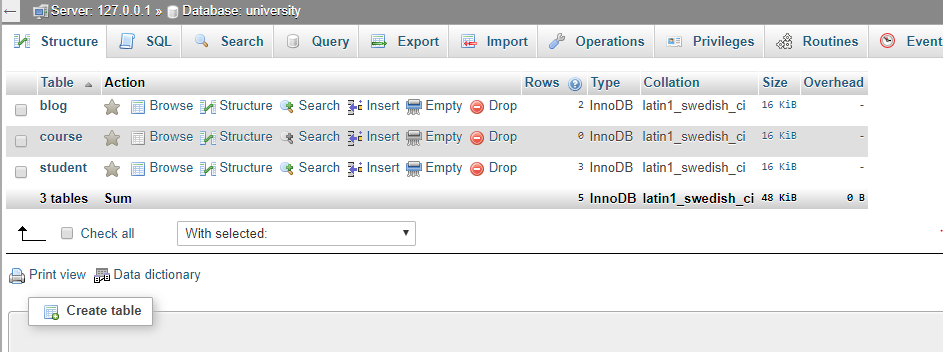 Server: 127.0.0.1 » Database: university
Structure SQL Search Query Export Import Operations Privileges Routines Event
Table Action Rows Type Collation Size Overhead
blog Browse Structure Search Insert Empty Drop 2 InnoDB latin1_swedish_ci 16 KiB -
course Browse Structure Search Insert Empty Drop 0 InnoDB latin1_swedish_ci 16 KiB -
student Browse Structure Search Insert Empty Drop 3 InnoDB latin1_swedish_ci 16 KiB -
3 tables Sum 5 InnoDB latin1_swedish_ci 48 KiB 0 B
Check all With selected:
Print view Data dictionary
Create table